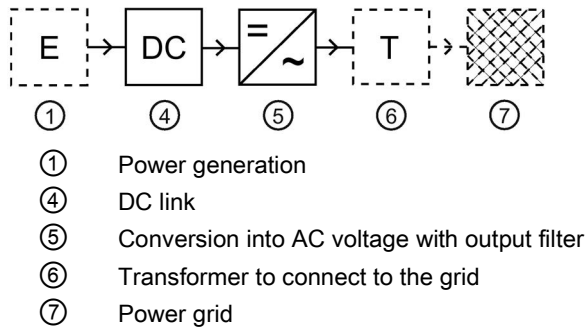 E DC = ~ T
① ④ ⑤ ⑥ ⑦
① Power generation
④ DC link
⑤ Conversion into AC voltage with output filter
⑥ Transformer to connect to the grid
⑦ Power grid